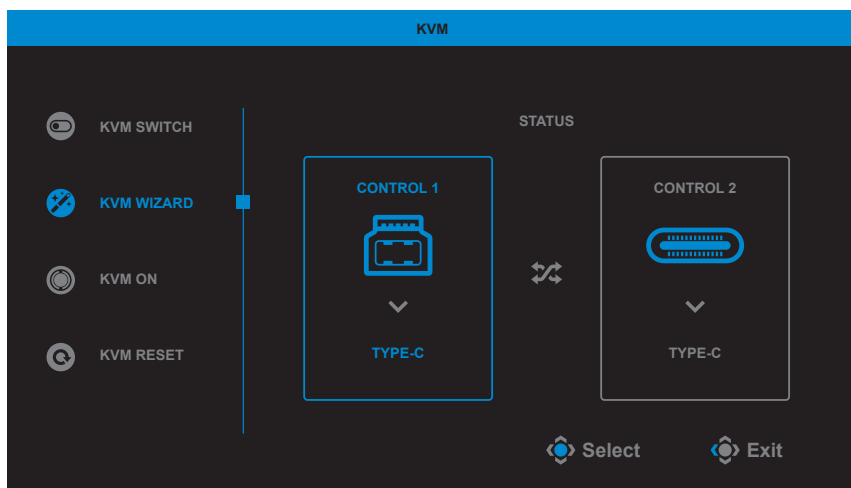 KVM
KVM SWITCH
KVM WIZARD
KVM ON
KVM RESET
STATUS
CONTROL 1
TYPE-C
CONTROL 2
TYPE-C
Select
Exit